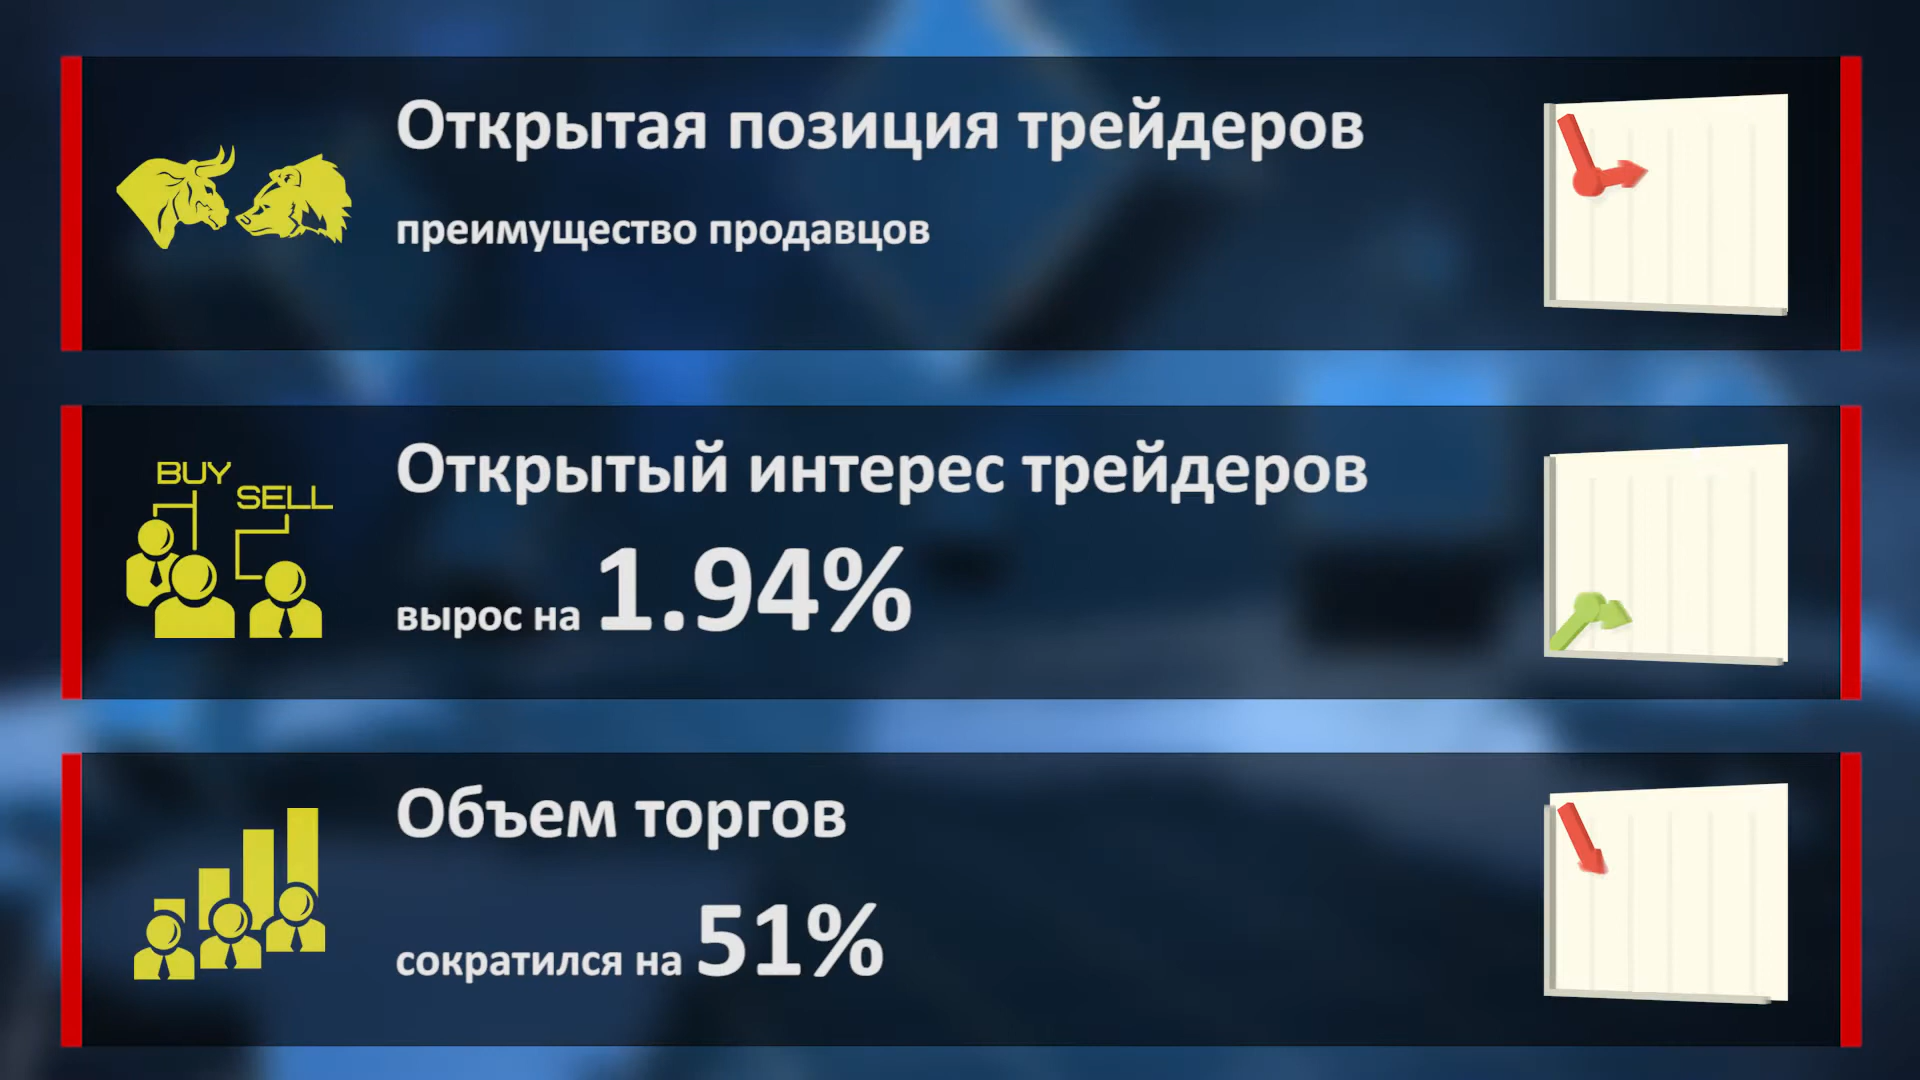 Открытая позиция трейдеров
преимущество продавцов
BUY
SELL
Открытый интерес трейдеров
вырос на 1.94%
Объем торгов
сократился на 51%